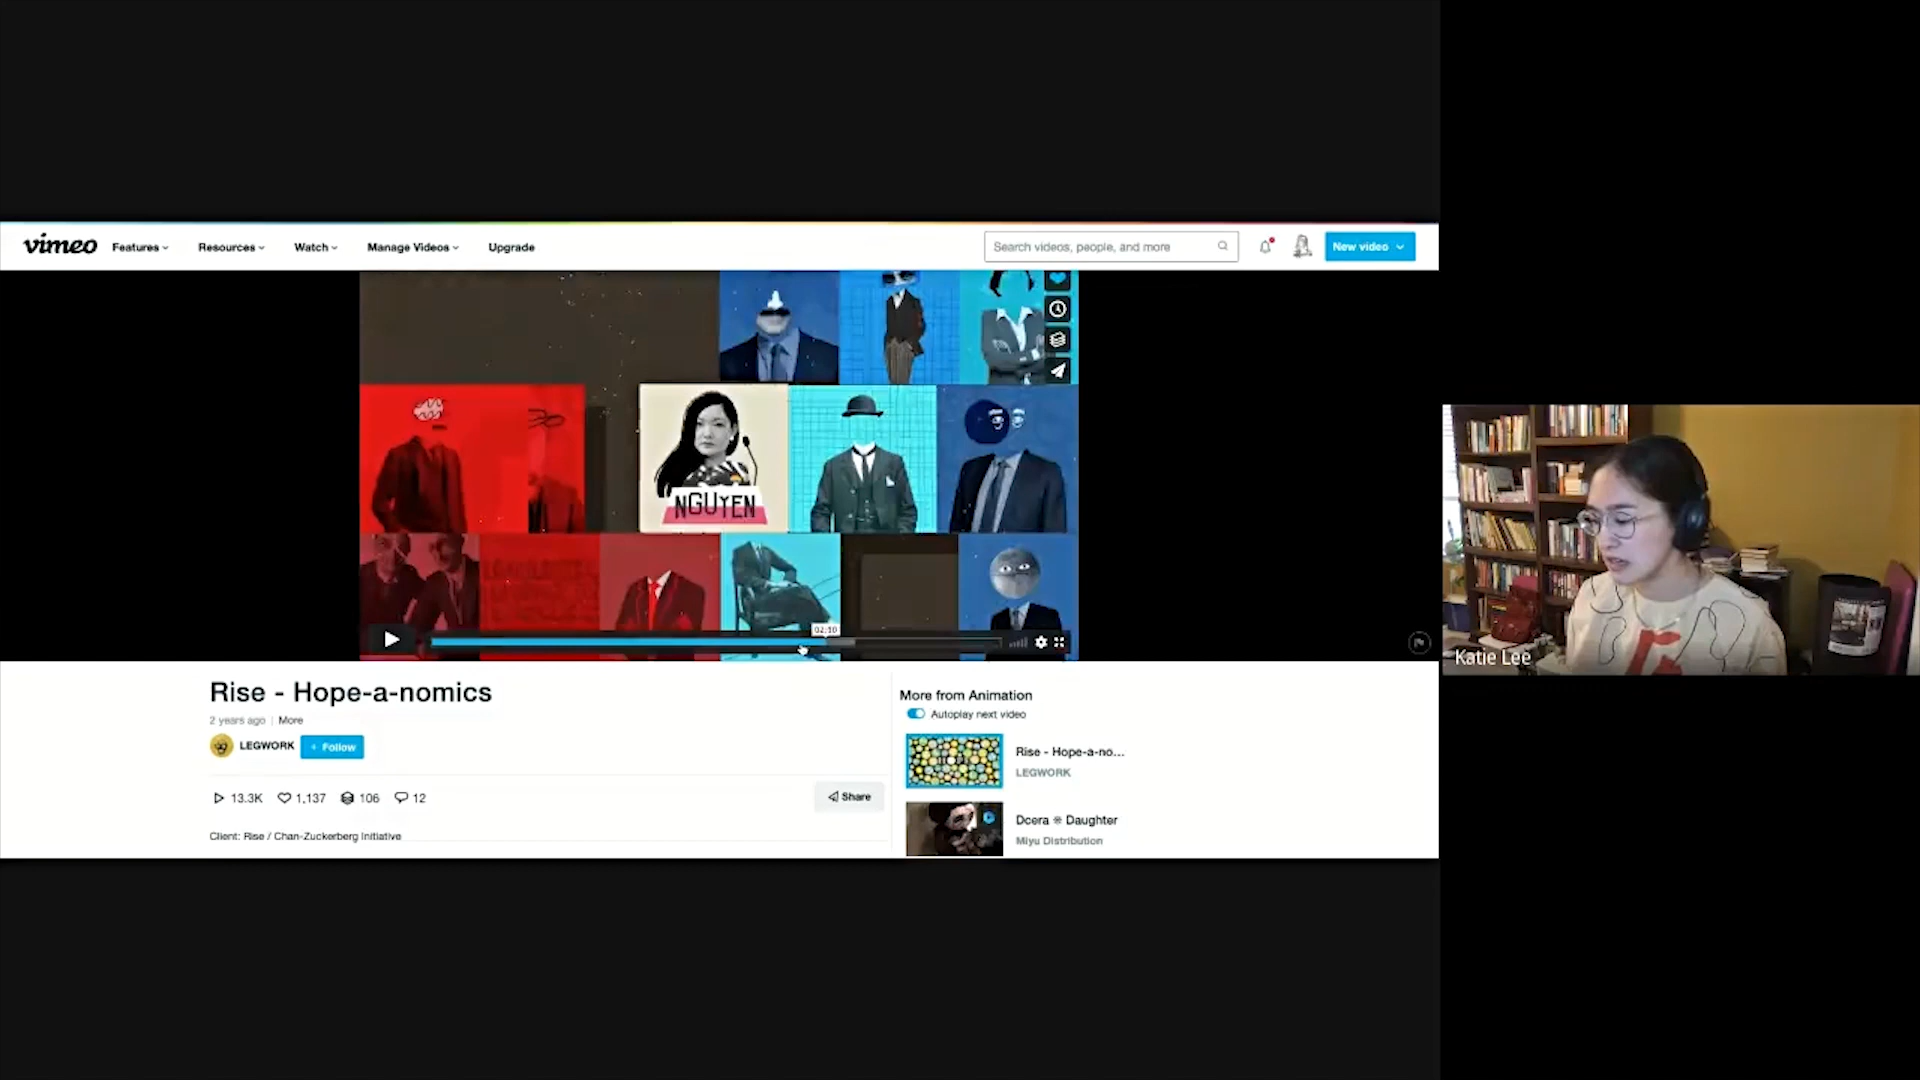 vimeo Features Resources Watch Manage Videos Upgrade Search videos, people, and more New video
NGUYEN
02:30
Katie Lee
Rise - Hope-a-nomics
2 years ago | More
LEGWORK + Follow
13.3K 1,137 106 12
Share
Client: Rise / Chan-Zuckerberg Initiative
More from Animation
Autoplay next video
Rise - Hope-a-no...
LEGWORK
Dcera ※ Daughter
Miyu Distribution